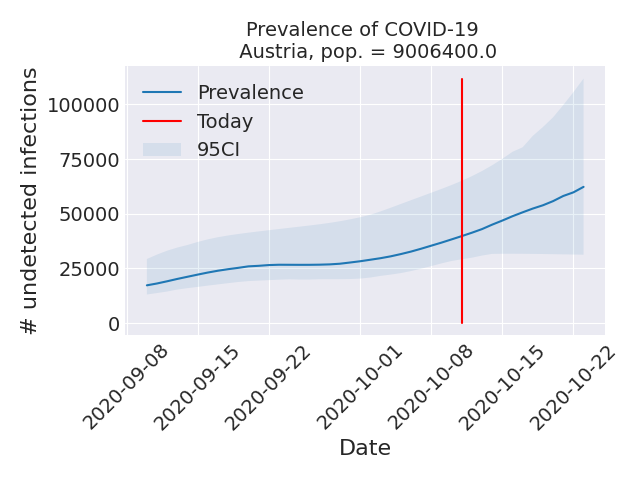 Prevalence of COVID-19
Austria, pop. = 9006400.0
# undetected infections
100000
75000
50000
25000
0
Prevalence
Today
95CI
2020-09-08
2020-09-15
2020-09-22
2020-10-01
2020-10-08
2020-10-15
2020-10-22
Date